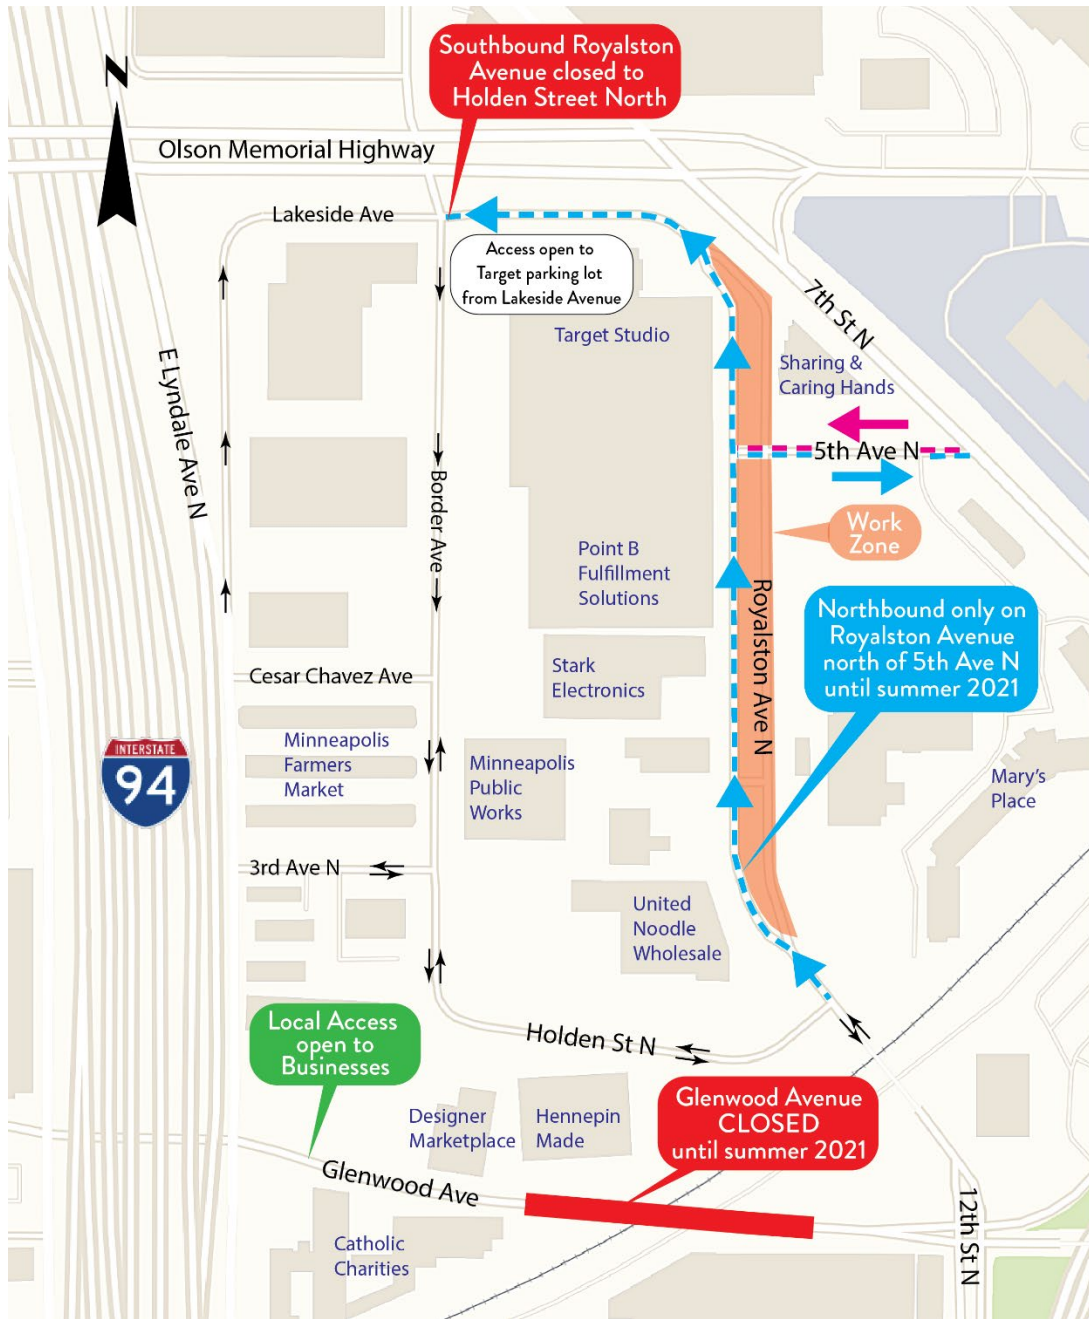 Southbound Royalston
Avenue closed to
Holden Street North
N
Olson Memorial Highway
Lakeside Ave
Access open to
Target parking lot
from Lakeside Avenue
7th St N
Target Studio
Sharing &
Caring Hands
E Lyndale Ave N
5th Ave N
Border Ave
Work
Zone
Point B
Fulfillment
Solutions
Royalston Ave N
Northbound only on
Royalston Avenue
north of 5th Ave N
until summer 2021
Cesar Chavez Ave
Stark
Electronics
INTERSTATE
94
Minneapolis
Farmers
Market
Minneapolis
Public
Works
Mary's
Place
3rd Ave N
United
Noodle
Wholesale
Local Access
open to
Businesses
Holden St N
Designer
Marketplace
Hennepin
Made
Glenwood Avenue
CLOSED
until summer 2021
Glenwood Ave
12th St N
Catholic
Charities